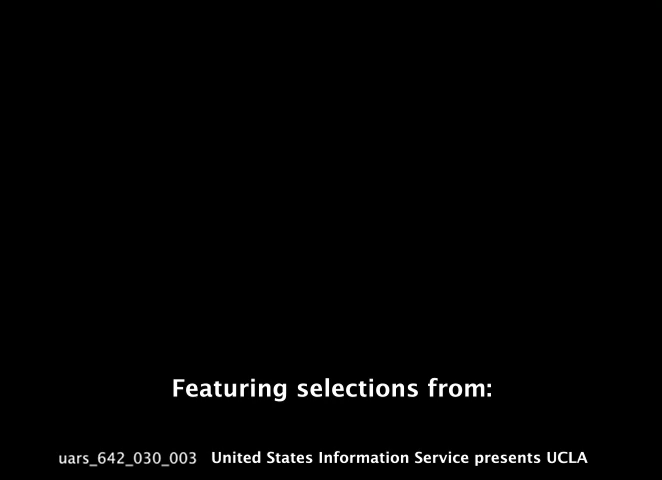 Featuring selections from:
uars_642_030_003 United States Information Service presents UCLA